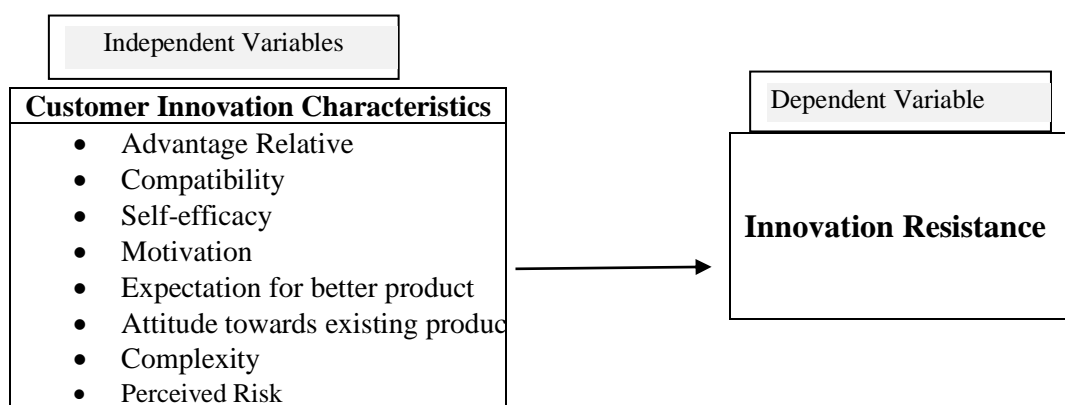 Independent Variables
Customer Innovation Characteristics
• Advantage Relative
• Compatibility
• Self-efficacy
• Motivation
• Expectation for better product
• Attitude towards existing produc
• Complexity
• Perceived Risk
Dependent Variable
Innovation Resistance